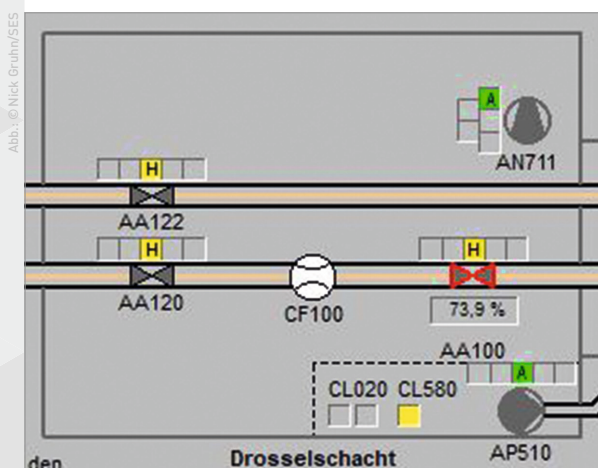 Abb.: © Nick Gruhn/SES
A
AN711
H
AA122
H
H
AA120
CF100
73,9 %
AA100
A
CL020 CL580
AP510
Drosselschacht
den